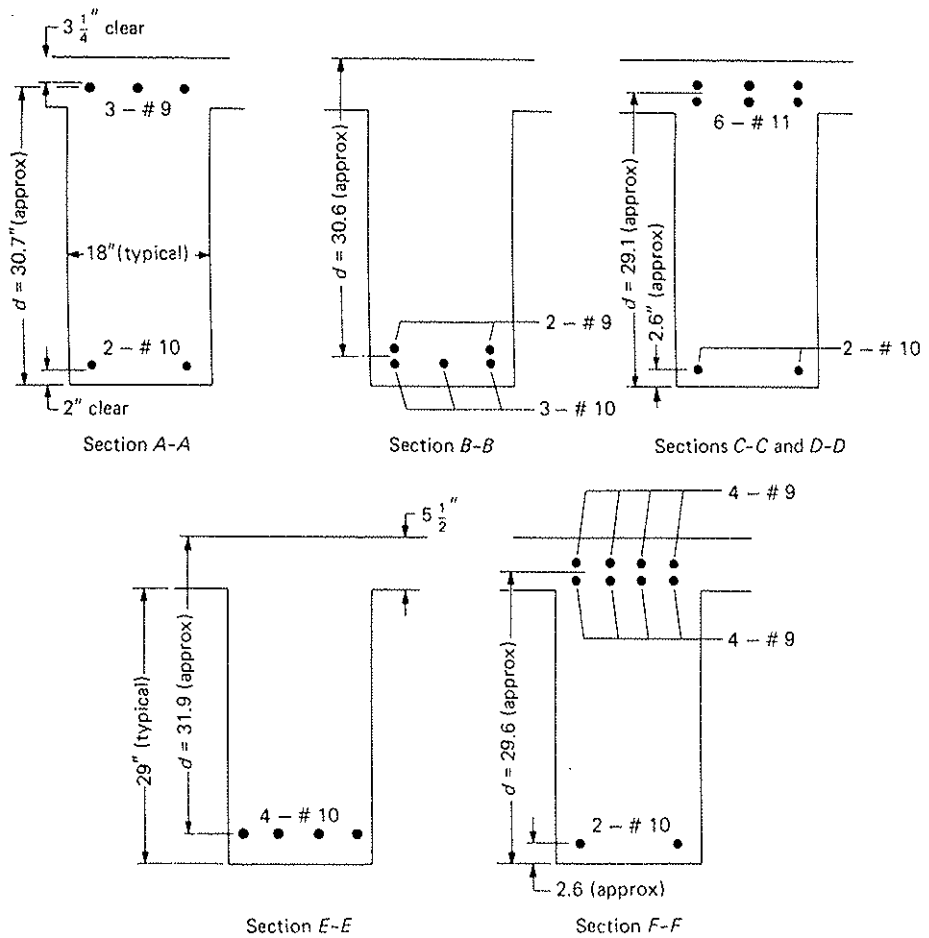 3 1/4" clear
3 – # 9
d = 30.7" (approx)
18" (typical)
2 – # 10
2" clear
Section A-A
d = 30.6 (approx)
2 – # 9
3 – # 10
Section B-B
6 – # 11
d = 29.1 (approx)
2.6" (approx)
2 – # 10
Sections C-C and D-D
5 1/2"
29" (typical)
d = 31.9 (approx)
4 – # 10
Section E-E
4 – # 9
4 – # 9
d = 29.6 (approx)
2 – # 10
2.6 (approx)
Section F-F